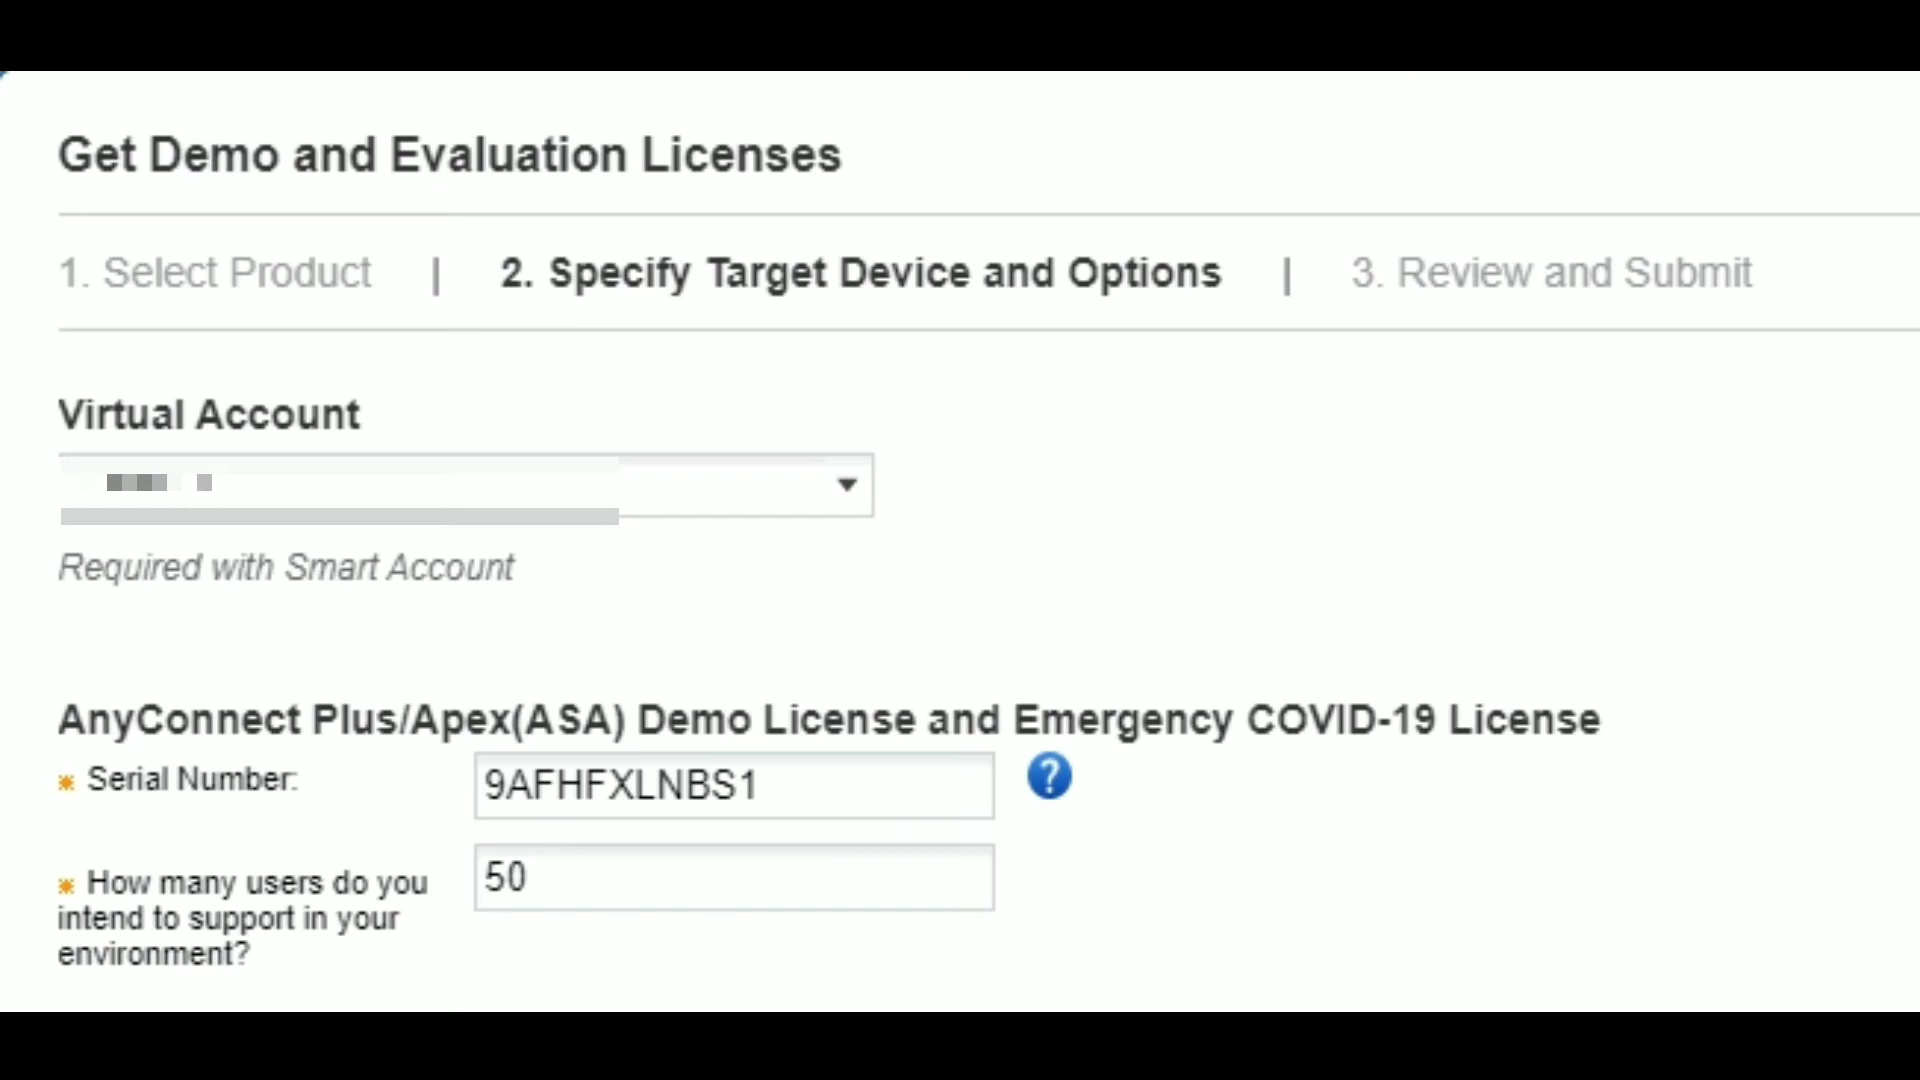 Get Demo and Evaluation Licenses
1. Select Product | 2. Specify Target Device and Options | 3. Review and Submit
Virtual Account
Required with Smart Account
AnyConnect Plus/Apex(ASA) Demo License and Emergency COVID-19 License
* Serial Number: 9AFHFXLNBS1 ?
* How many users do you 50
intend to support in your
environment?